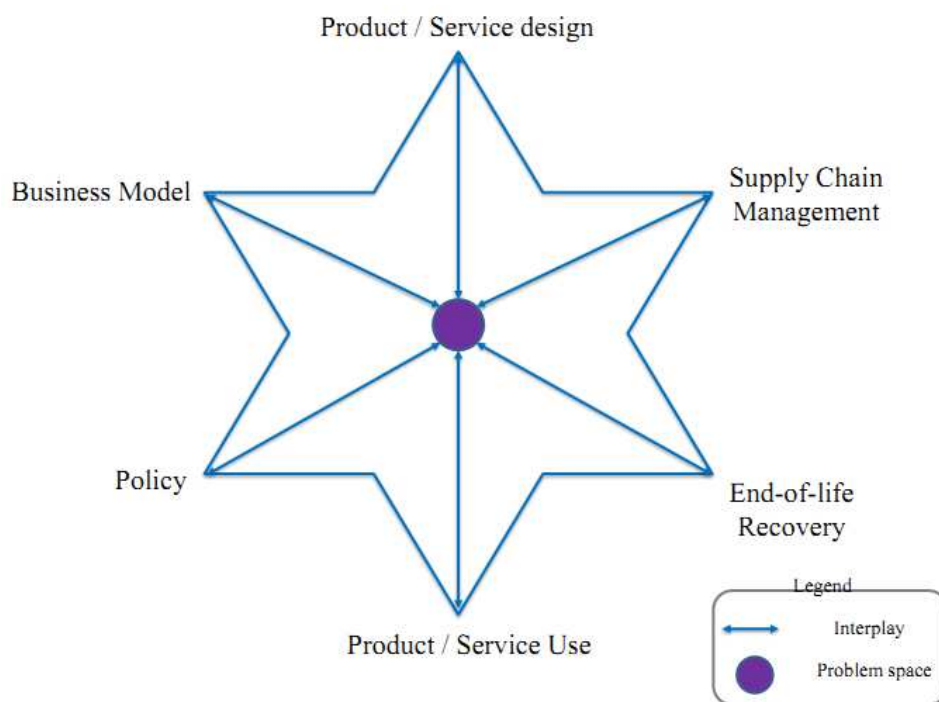 Product / Service design
Business Model
Supply Chain
Management
Policy
End-of-life
Recovery
Product / Service Use
Legend
Interplay
Problem space